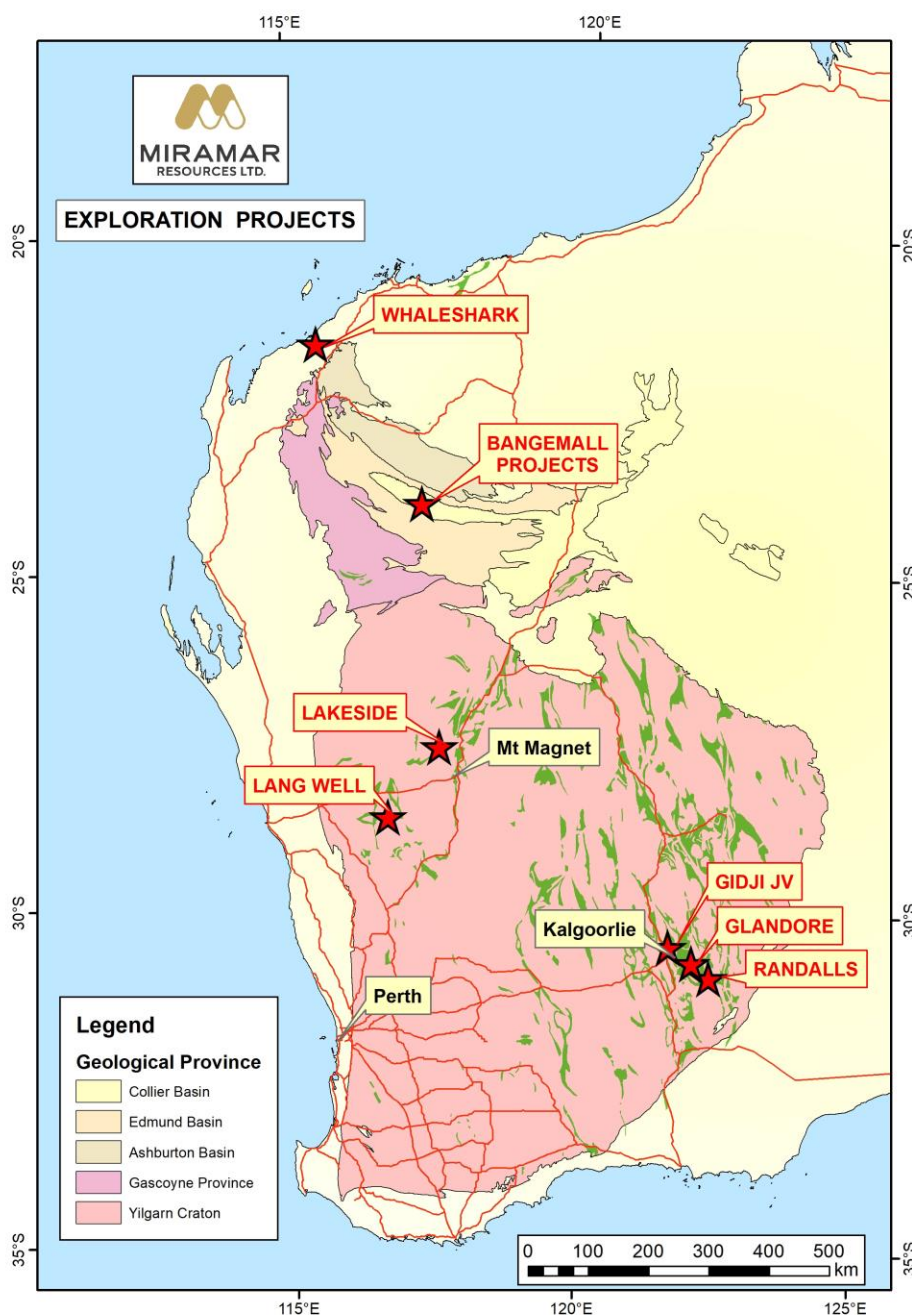 115°E
120°E
MIRAMAR
RESOURCES LTD.
EXPLORATION PROJECTS
20°S
20°S
WHALESHARK
BANGEMALL
PROJECTS
25°S
25°S
LAKESIDE
Mt Magnet
LANG WELL
GIDJI JV
Kalgoorlie
GLANDORE
30°S
30°S
RANDALLS
Perth
Legend
Geological Province
Collier Basin
Edmund Basin
Ashburton Basin
Gascoyne Province
Yilgarn Craton
0 100 200 300 400 500
km
35°S
35°S
115°E
120°E
125°E